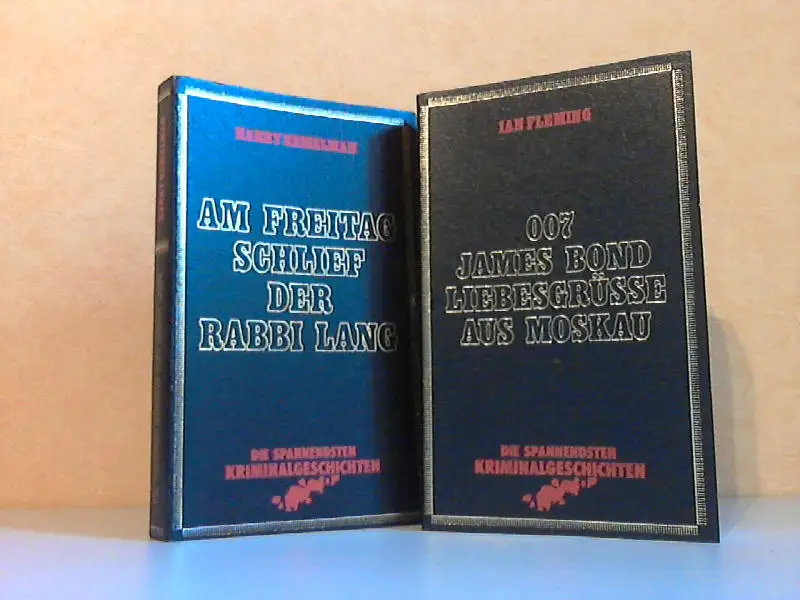 HARRY KEMELMAN
AM FREITAG
SCHLIEF
DER
RABBI LANG
DIE SPANNENDSTEN
KRIMINALGESCHICHTEN
IAN FLEMING
007
JAMES BOND
LIEBESGRÜSSE
AUS MOSKAU
DIE SPANNENDSTEN
KRIMINALGESCHICHTEN